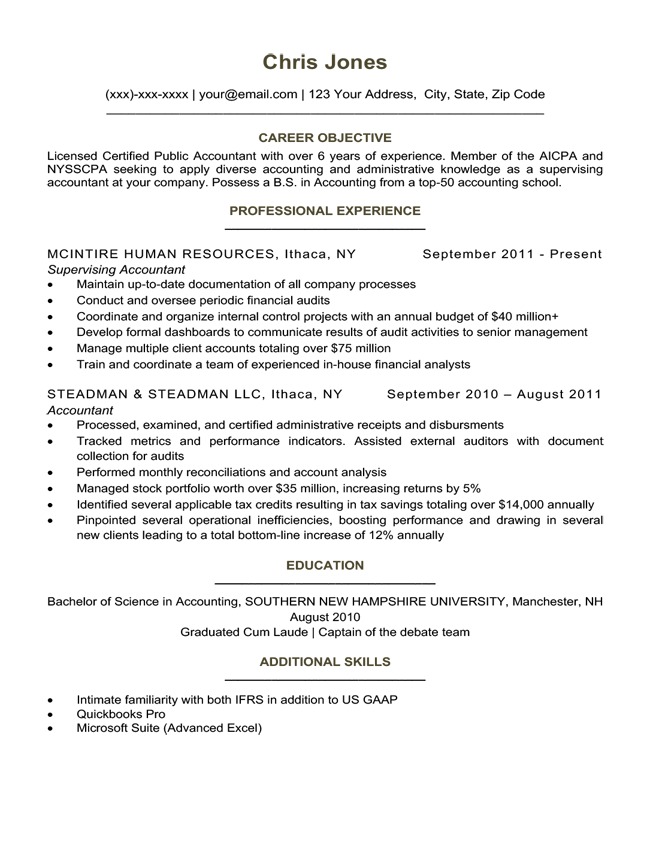 Chris Jones
(xxx)-xxx-xxxx | your@email.com | 123 Your Address,  City, State, Zip Code
CAREER OBJECTIVE
Licensed Certified Public Accountant with over 6 years of experience. Member of the AICPA and
NYSSCPA seeking to apply diverse accounting and administrative knowledge as a supervising
accountant at your company. Possess a B.S. in Accounting from a top-50 accounting school.
PROFESSIONAL EXPERIENCE
MCINTIRE HUMAN RESOURCES, Ithaca, NY September 2011 - Present
Supervising Accountant
• Maintain up-to-date documentation of all company processes
• Conduct and oversee periodic financial audits
• Coordinate and organize internal control projects with an annual budget of $40 million+
• Develop formal dashboards to communicate results of audit activities to senior management
• Manage multiple client accounts totaling over $75 million
• Train and coordinate a team of experienced in-house financial analysts
STEADMAN & STEADMAN LLC, Ithaca, NY September 2010 – August 2011
Accountant
• Processed, examined, and certified administrative receipts and disbursments
• Tracked metrics and performance indicators. Assisted external auditors with document
collection for audits
• Performed monthly reconciliations and account analysis
• Managed stock portfolio worth over $35 million, increasing returns by 5%
• Identified several applicable tax credits resulting in tax savings totaling over $14,000 annually
• Pinpointed several operational inefficiencies, boosting performance and drawing in several
new clients leading to a total bottom-line increase of 12% annually
EDUCATION
Bachelor of Science in Accounting, SOUTHERN NEW HAMPSHIRE UNIVERSITY, Manchester, NH
August 2010
Graduated Cum Laude | Captain of the debate team
ADDITIONAL SKILLS
• Intimate familiarity with both IFRS in addition to US GAAP
• Quickbooks Pro
• Microsoft Suite (Advanced Excel)